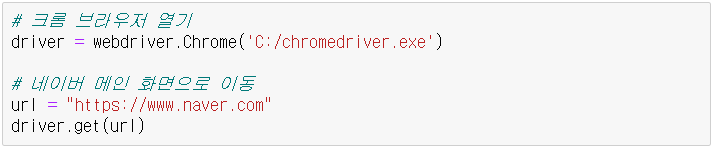 # 크롬 브라우저 열기
driver = webdriver.Chrome('C:/chromedriver.exe')
# 네이버 메인 화면으로 이동
url = "https://www.naver.com"
driver.get(url)